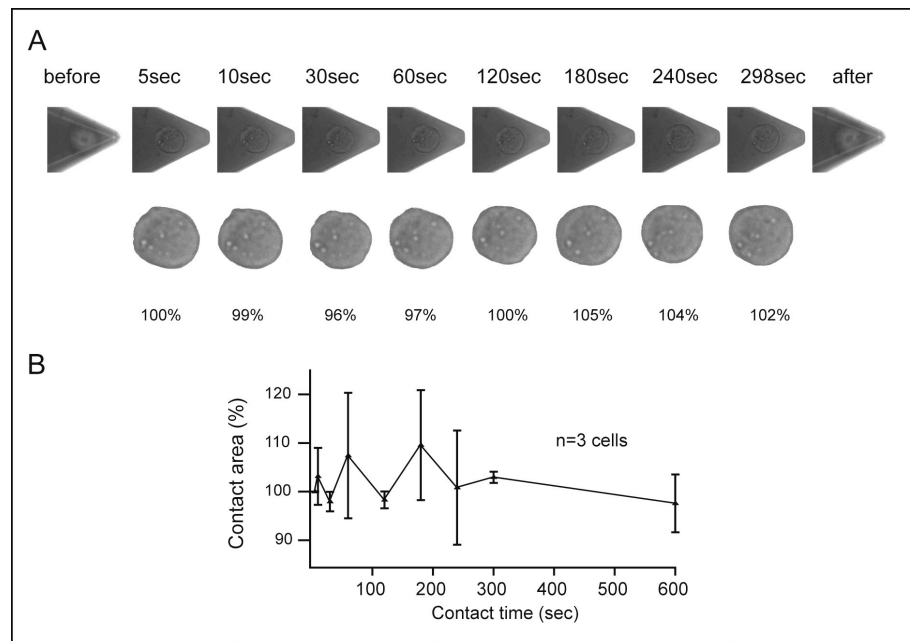 A
before 5sec 10sec 30sec 60sec 120sec 180sec 240sec 298sec after
100% 99% 96% 97% 100% 105% 104% 102%
B
Contact area (%)
120
110
100
90
n=3 cells
100 200 300 400 500 600
Contact time (sec)